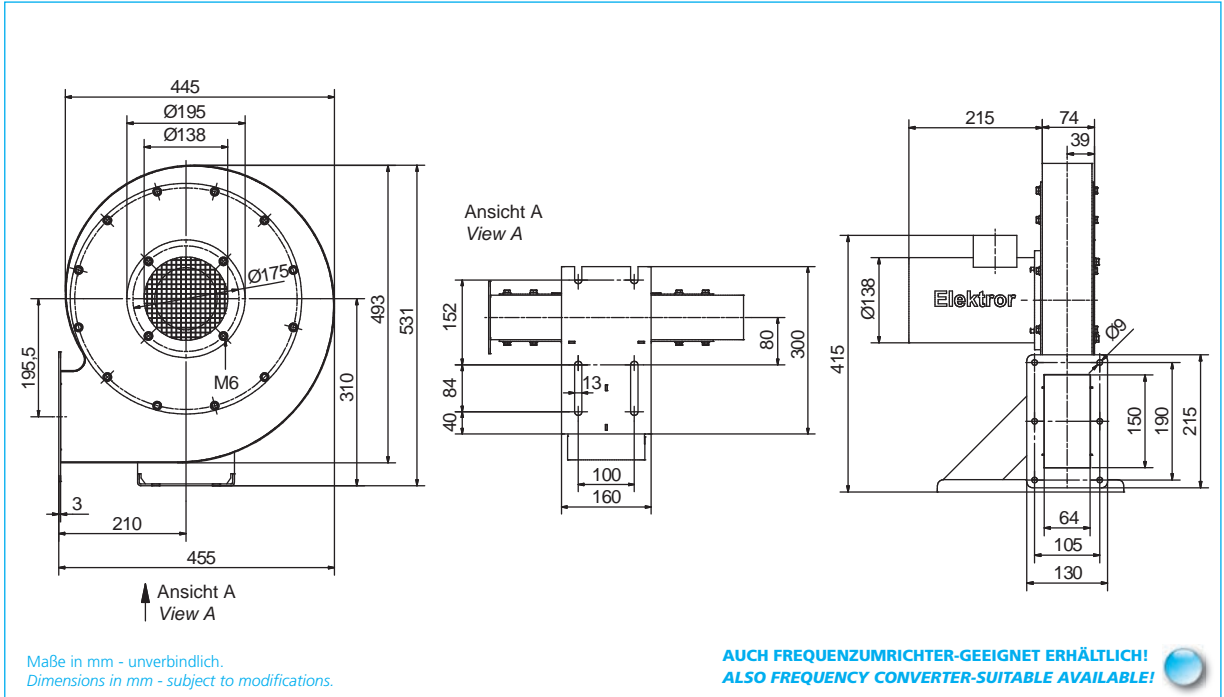 445
Ø195
Ø138
Ø175
M6
195,5
493
531
310
3
210
455
Ansicht A
View A
Ansicht A
View A
152
84
40
13
80
300
100
160
215
74
39
Ø138
415
Elektror
Ø9
150
190
215
64
105
130
Maße in mm - unverbindlich.
Dimensions in mm - subject to modifications.
AUCH FREQUENZUMRICHTER-GEEIGNET ERHÄLTLICH!
ALSO FREQUENCY CONVERTER-SUITABLE AVAILABLE!